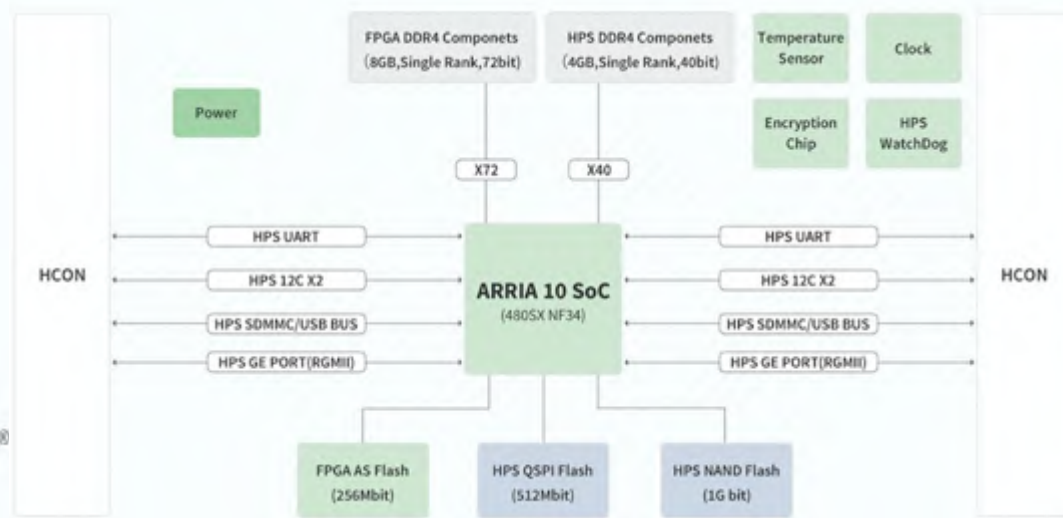 FPGA DDR4 Componets
(8GB,Single Rank,72bit)
HPS DDR4 Componets
(4GB,Single Rank,40bit)
Temperature
Sensor
Clock
Power
Encryption
Chip
HPS
WatchDog
X72
X40
HCON
HPS UART
HPS 12C X2
HPS SDMMC/USB BUS
HPS GE PORT(RGMII)
ARRIA 10 SoC
(480SX NF34)
HPS UART
HPS 12C X2
HPS SDMMC/USB BUS
HPS GE PORT(RGMII)
HCON
®
FPGA AS Flash
(256Mbit)
HPS QSPI Flash
(512Mbit)
HPS NAND Flash
(1G bit)